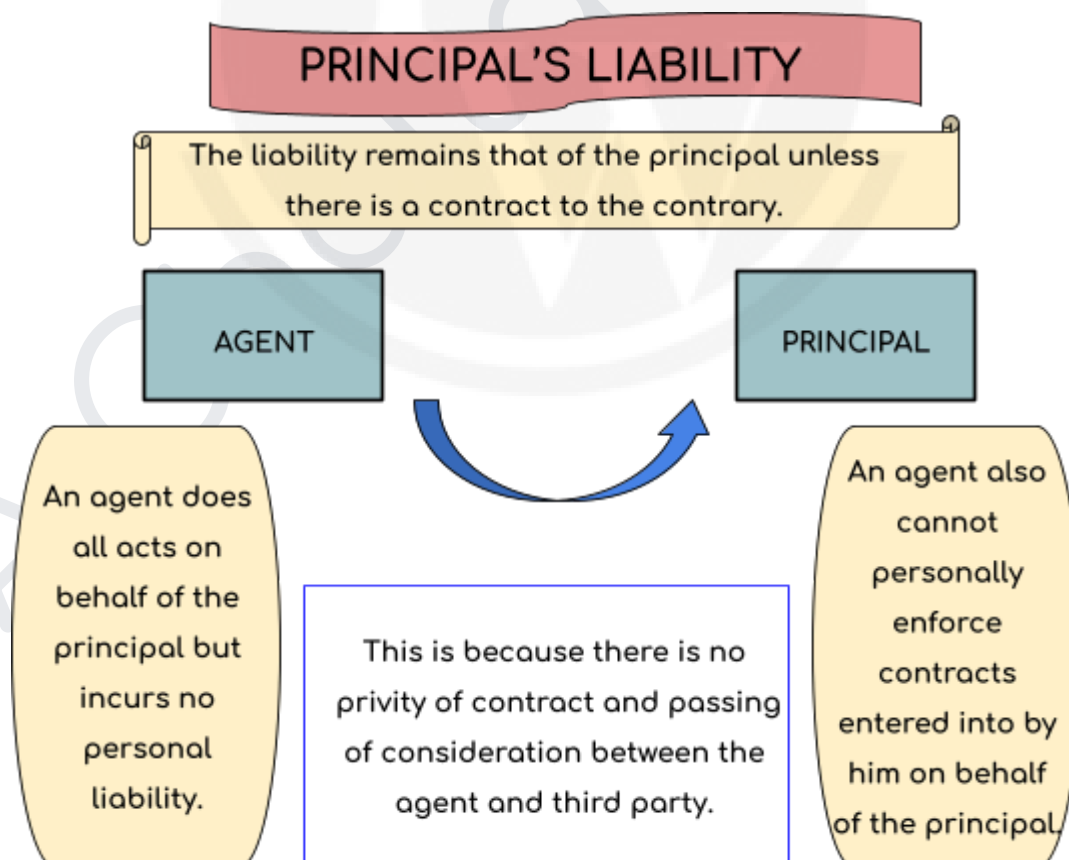 PRINCIPAL'S LIABILITY
The liability remains that of the principal unless
there is a contract to the contrary.
AGENT
PRINCIPAL
An agent does
all acts on
behalf of the
principal but
incurs no
personal
liability.
This is because there is no
privity of contract and passing
of consideration between the
agent and third party.
An agent also
cannot
personally
enforce
contracts
entered into by
him on behalf
of the principal.